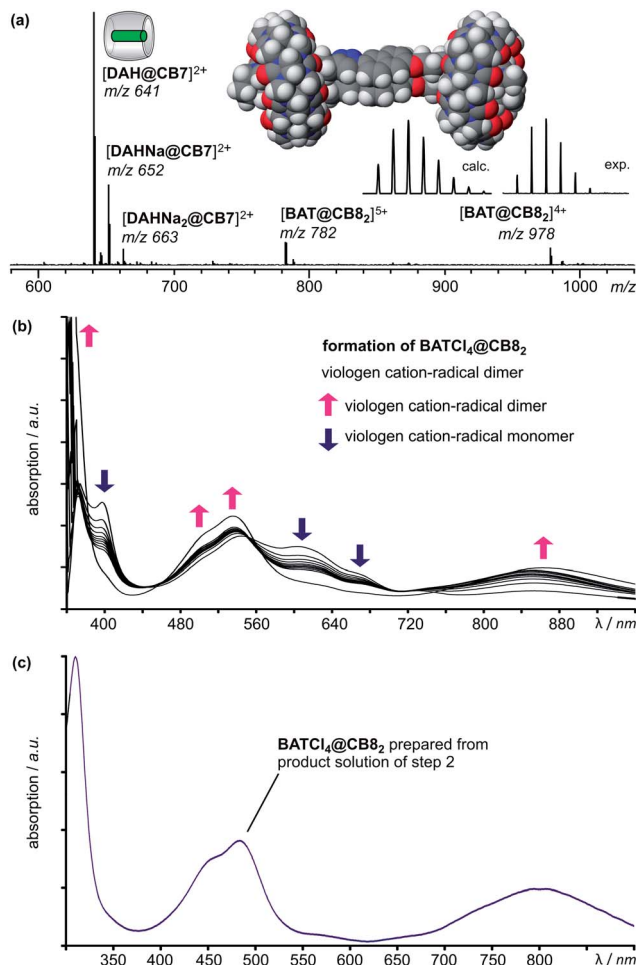 (a)
[DAH@CB7]2+
m/z 641
[DAHNa@CB7]2+
m/z 652
[DAHNa2@CB7]2+
m/z 663
[BAT@CB82]5+
m/z 782
[BAT@CB82]4+
m/z 978
calc.
exp.
600 700 800 900 1000 m/z
(b)
absorption / a.u.
formation of BATCl4@CB82
viologen cation-radical dimer
viologen cation-radical dimer
viologen cation-radical monomer
400 480 560 640 720 800 880 λ / nm
(c)
absorption / a.u.
BATCl4@CB82 prepared from
product solution of step 2
350 400 450 500 550 600 650 700 750 800 λ / nm